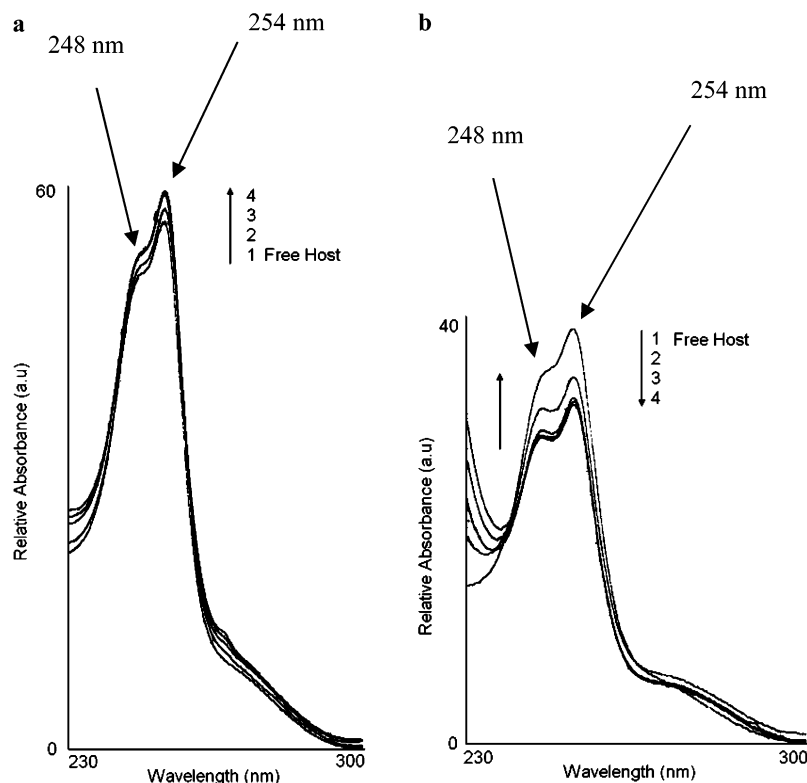 a
248 nm
254 nm
60
4
3
2
1 Free Host
Relative Absorbance (a.u)
0
230
300
Wavelength (nm)
b
254 nm
248 nm
40
1 Free Host
2
3
4
Relative Absorbance (a.u)
0
230
300
Wavelength (nm)